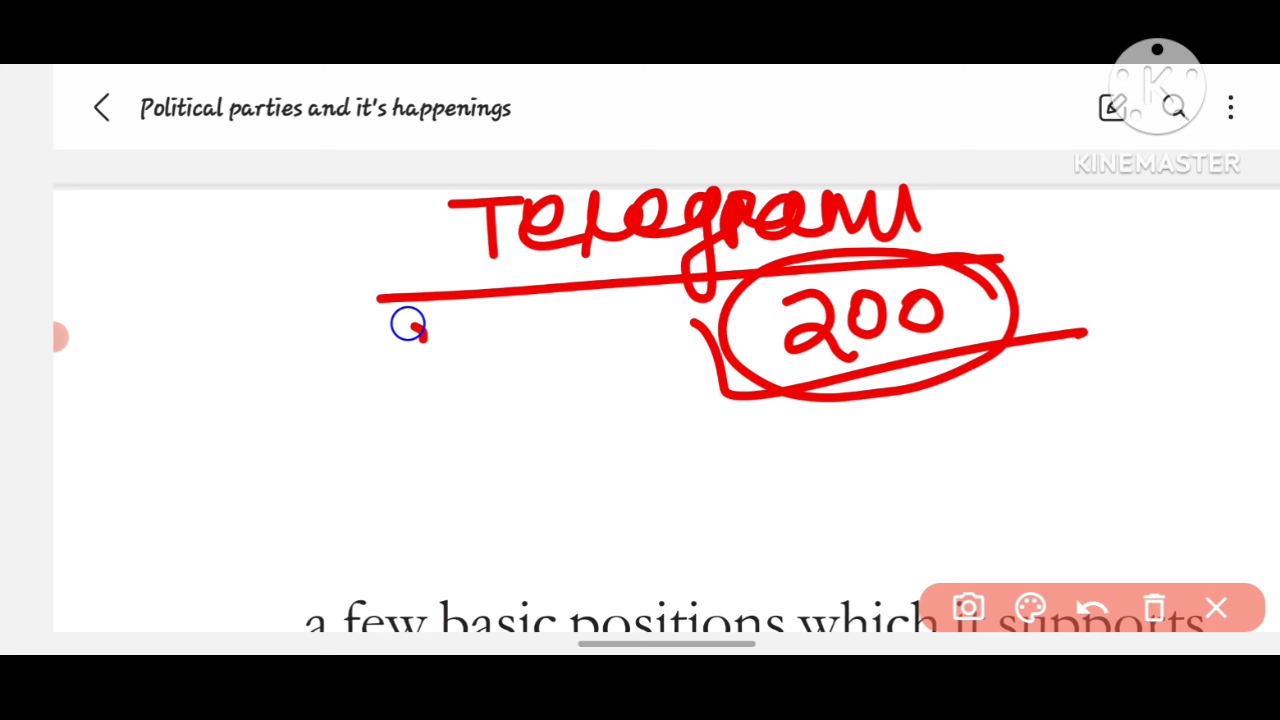 Political parties and it's happenings
KINEMASTER
Telegram
200
a few basic positions which it supports